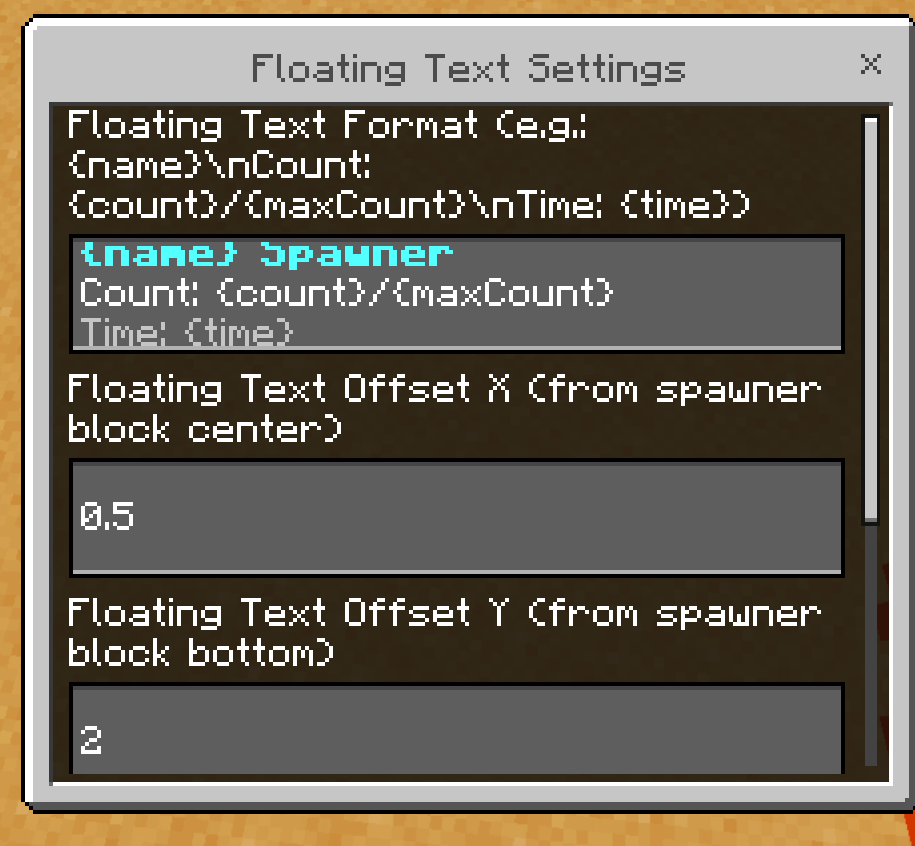 Floating Text Settings
Floating Text Format (e.g.:
{name}\nCount:
{count}/{maxCount}\nTime: {time})
{name} Spawner
Count: {count}/{maxCount}
Time: {time}
Floating Text Offset X (from spawner
block center)
0.5
Floating Text Offset Y (from spawner
block bottom)
2